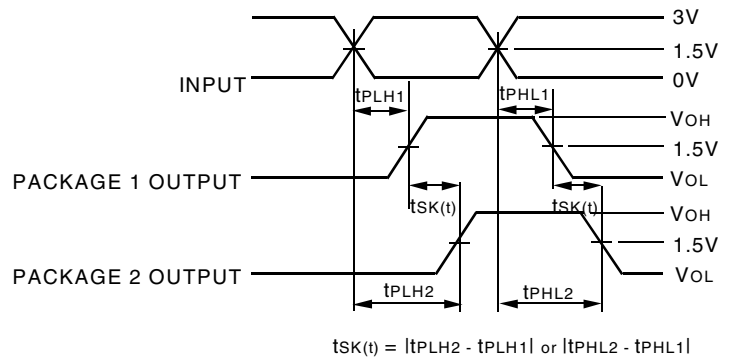 3V
1.5V
INPUT
0V
tPLH1
tPHL1
VOH
1.5V
PACKAGE 1 OUTPUT
VOL
tSK(t)
tSK(t)
VOH
1.5V
PACKAGE 2 OUTPUT
VOL
tPLH2
tPHL2
tSK(t) = |tPLH2 - tPLH1| or |tPHL2 - tPHL1|